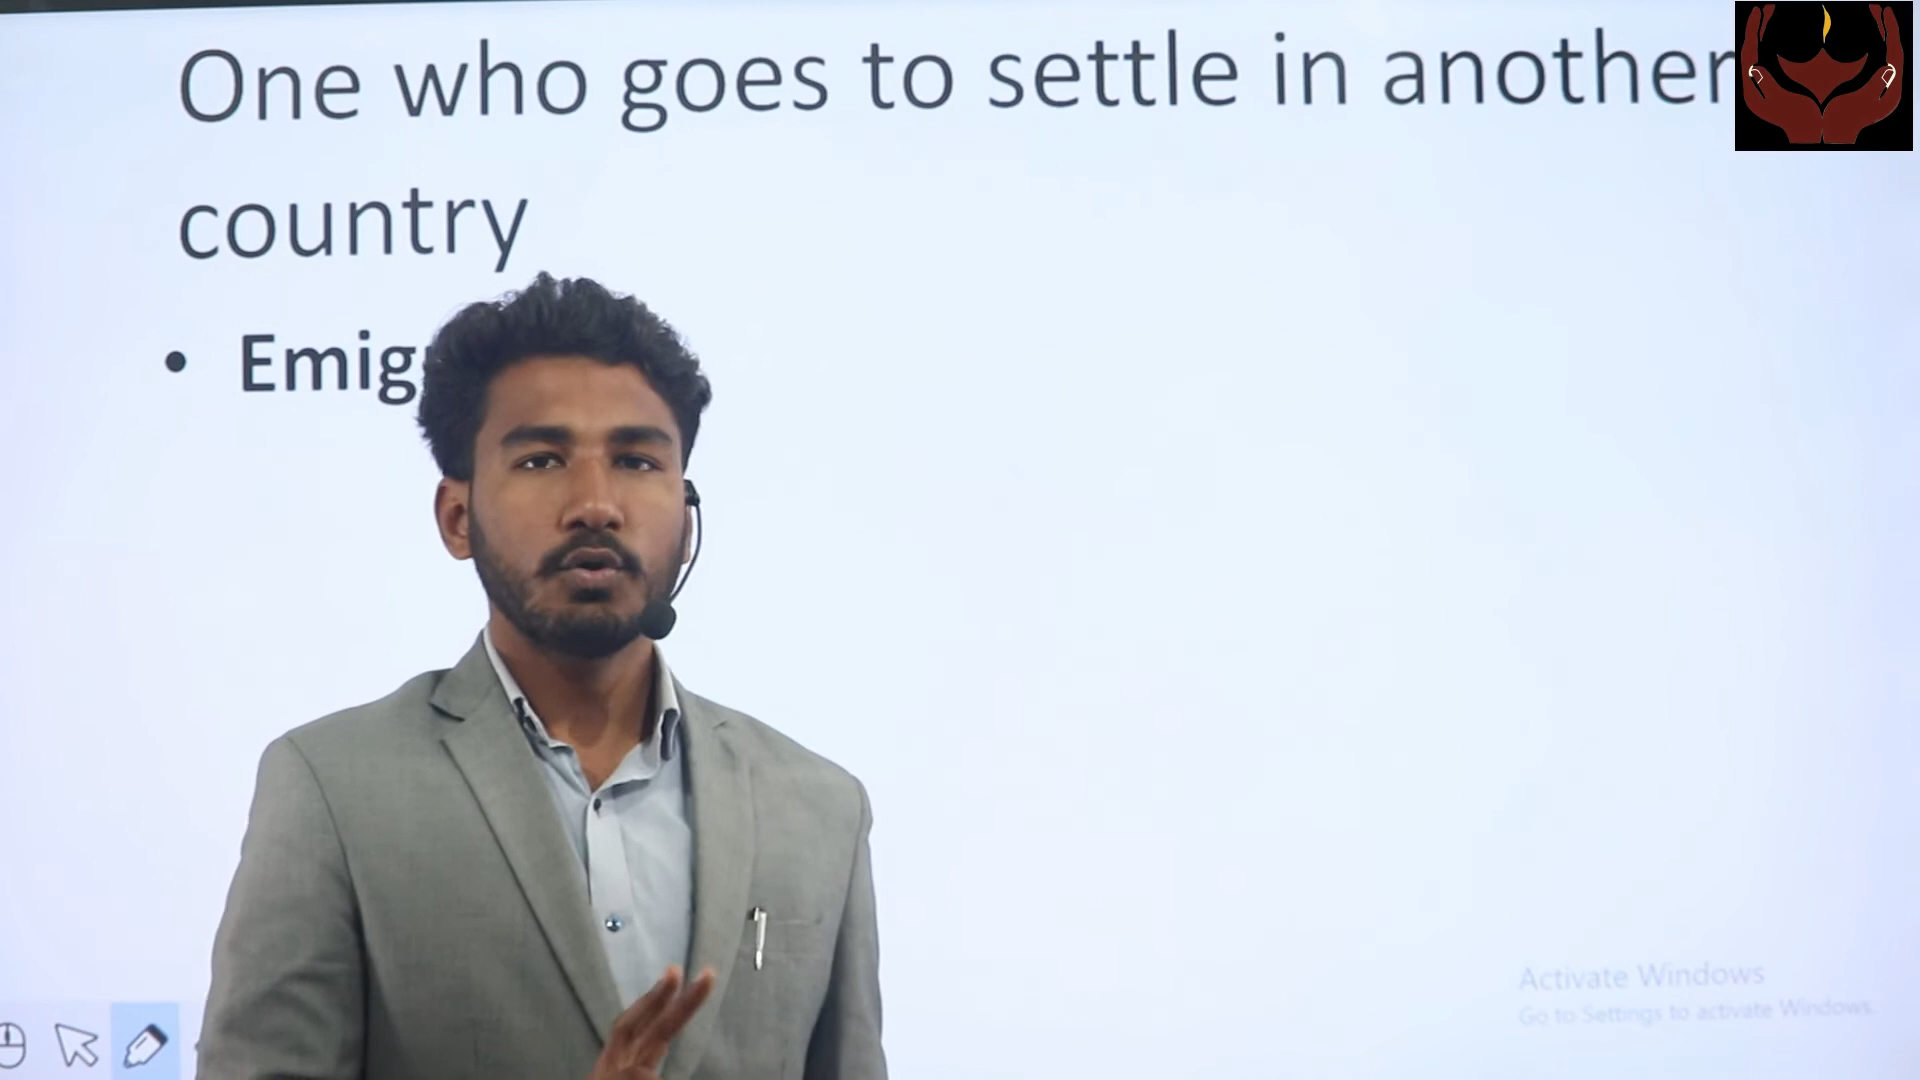 One who goes to settle in another
country
• Emig
Activate Windows
Go to Settings to activate Windows.